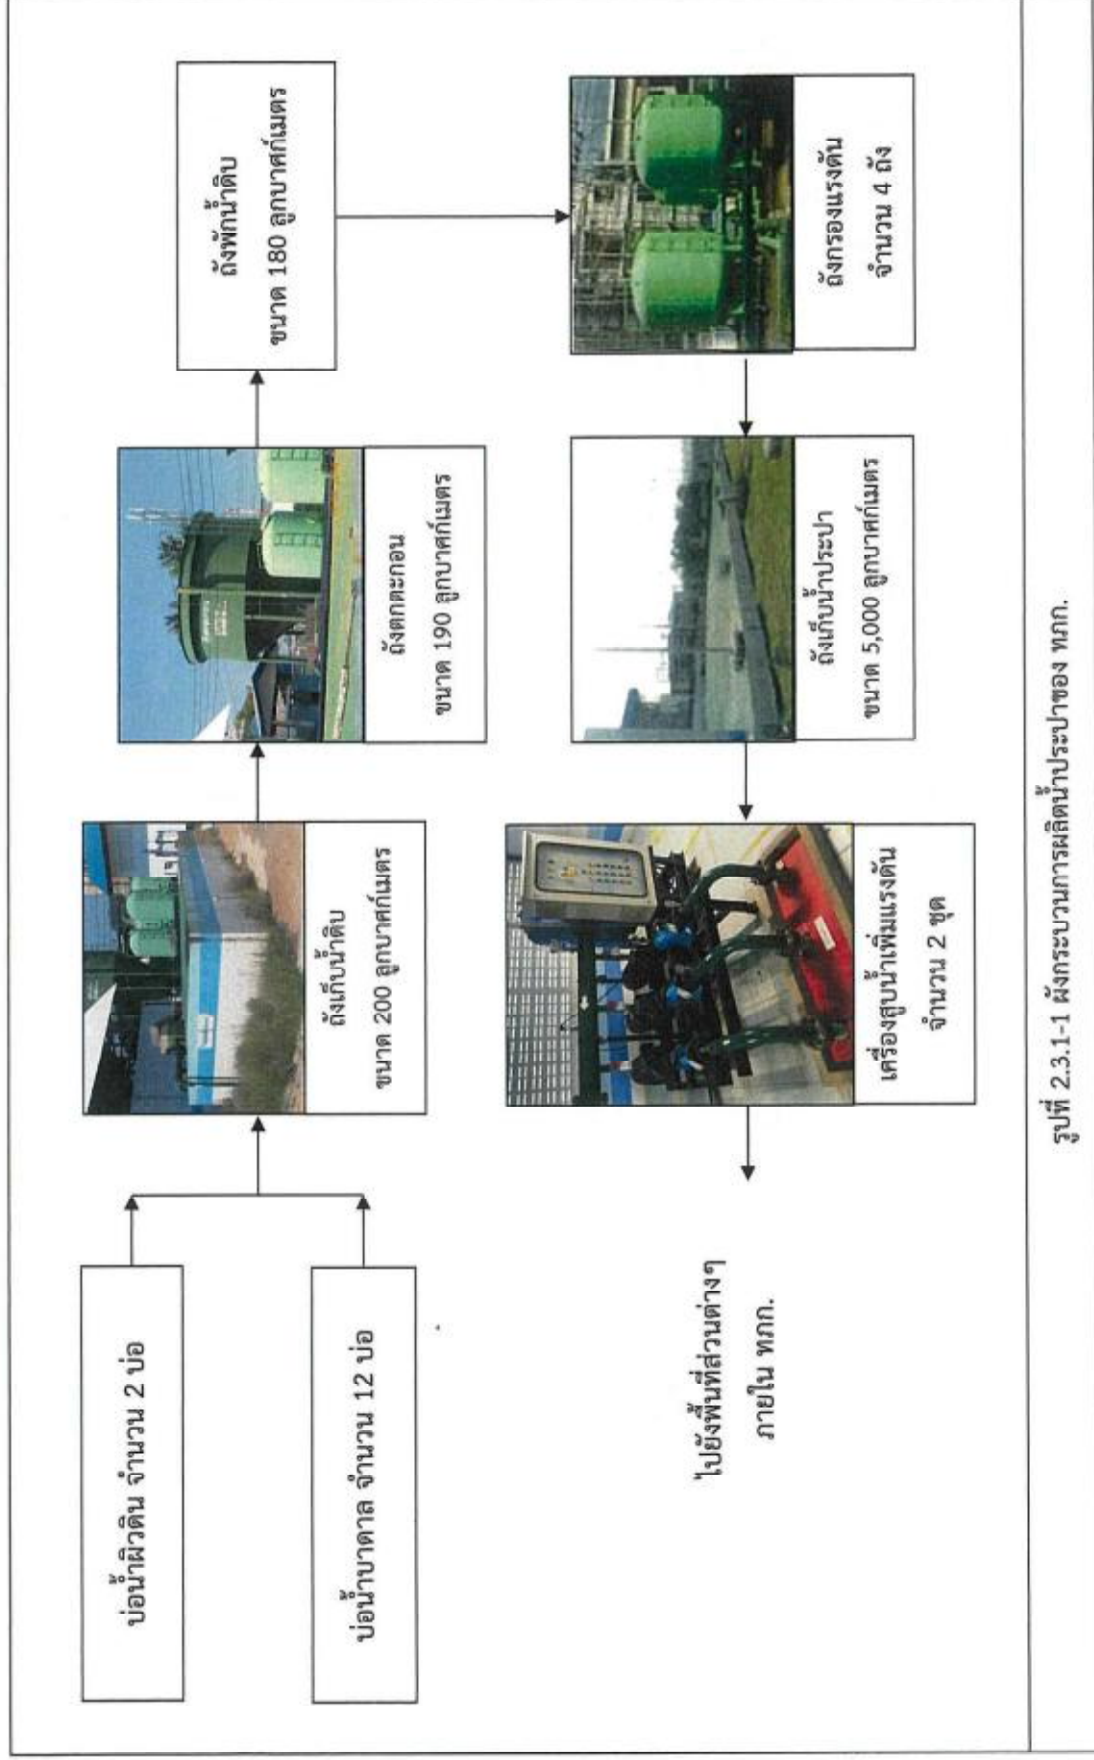 บ่อน้ำผิวดิน จำนวน 2 บ่อ
บ่อน้ำบาดาล จำนวน 12 บ่อ
ถังเก็บน้ำดิบ
ขนาด 200 ลูกบาศก์เมตร
ถังตกตะกอน
ขนาด 190 ลูกบาศก์เมตร
ถังพักน้ำดิบ
ขนาด 180 ลูกบาศก์เมตร
ถังกรองแรงดัน
จำนวน 4 ถัง
ถังเก็บน้ำประปา
ขนาด 5,000 ลูกบาศก์เมตร
เครื่องสูบน้ำเพิ่มแรงดัน
จำนวน 2 ชุด
ไปยังพื้นที่ส่วนต่างๆ
ภายใน ทภก.
รูปที่ 2.3.1-1 ผังกระบวนการผลิตน้ำประปาของ ทภก.